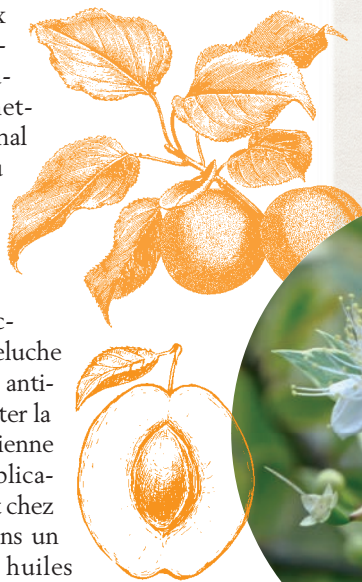 x
-
-
et-
nal
c-
eluche
anti-
ter la
ienne
plica-
chez
ns un
huiles